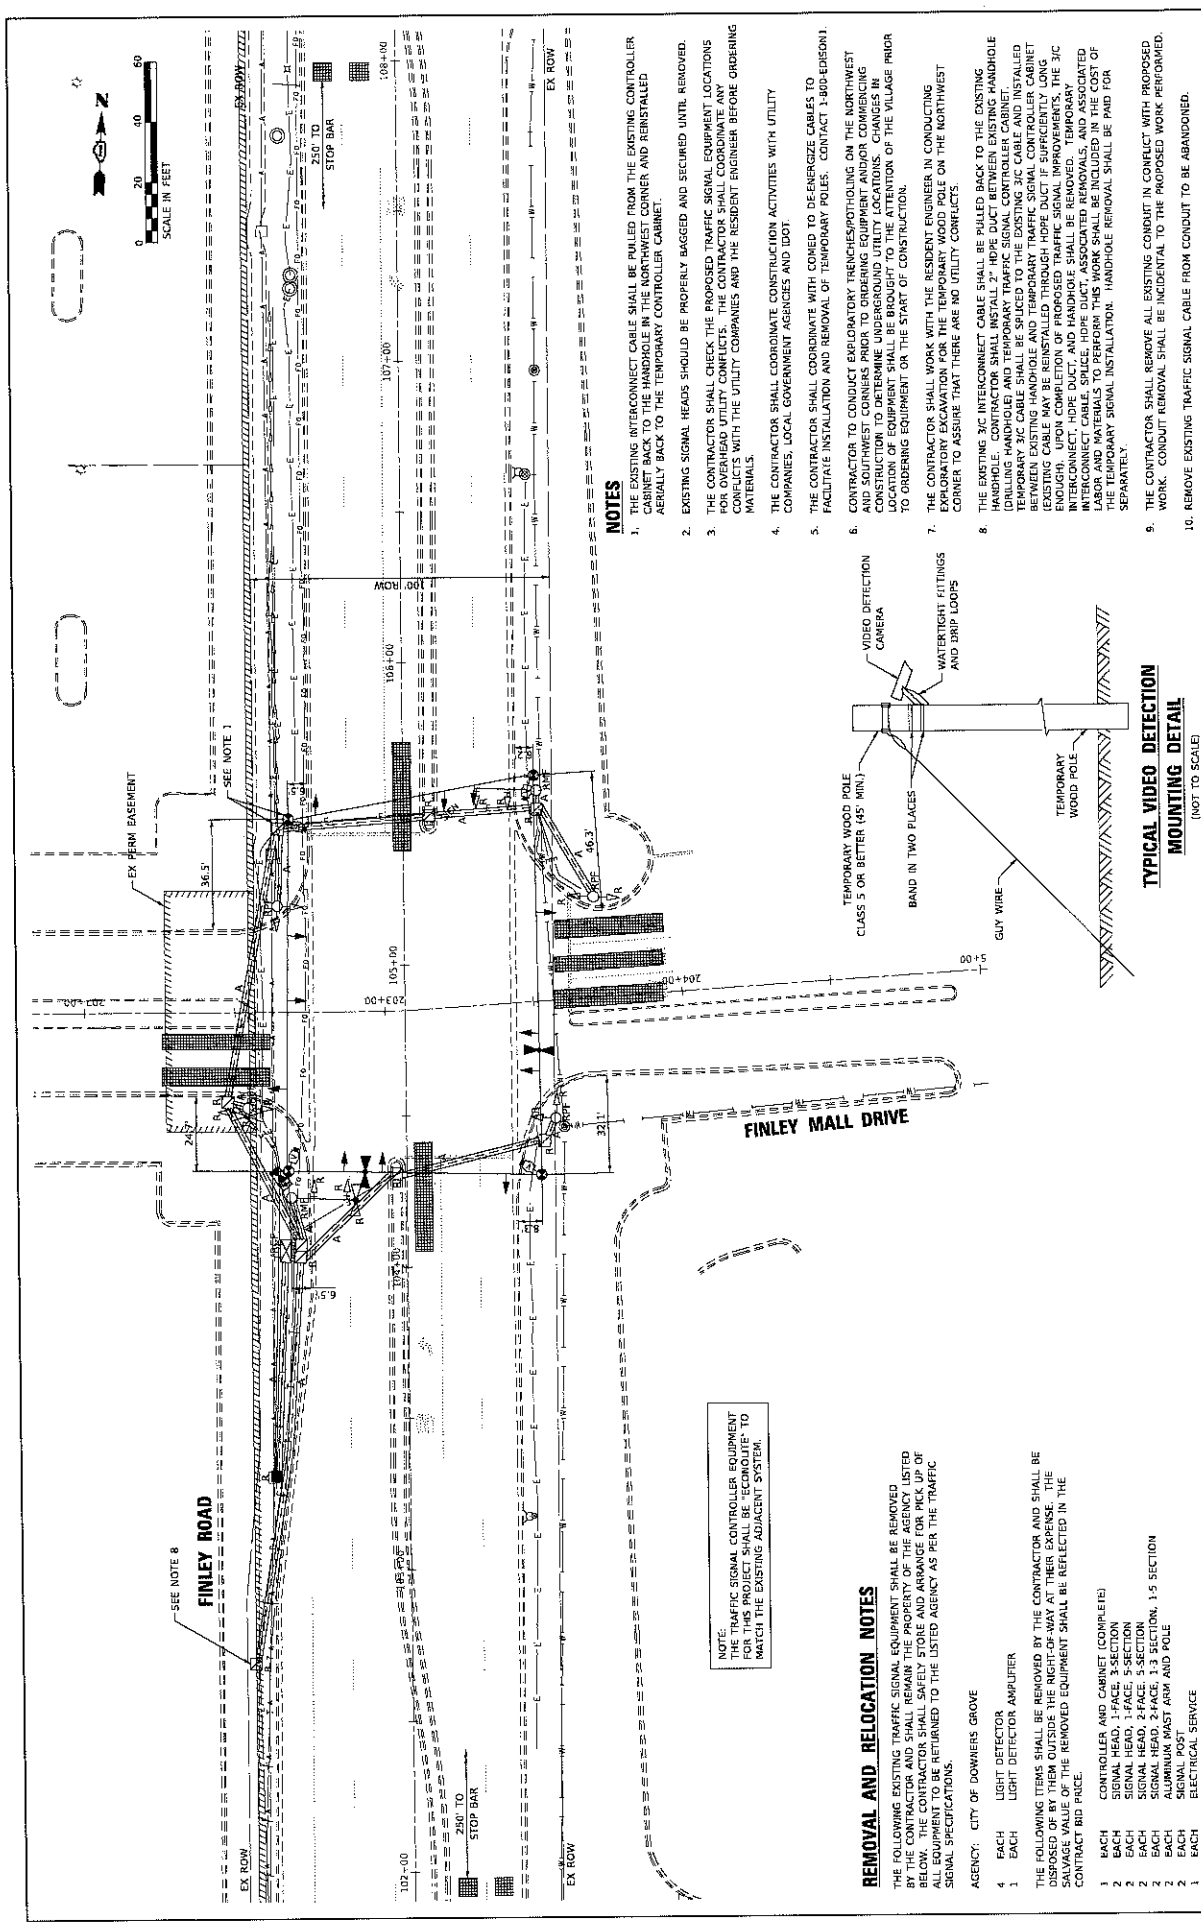 FINLEY ROAD
FINLEY MALL DRIVE
SCALE IN FEET
0 20 40 60
EX ROW
EX ROW
EX ROW
EX ROW
250' TO
STOP BAR
250' TO
STOP BAR
SEE NOTE 8
SEE NOTE 1
EX PERM EASEMENT
100' ROW
36.5'
46.3'
32.1'
6.5'
102+00
104+00
105+00
106+00
107+00
108+00
203+00
204+00
5+00
NOTE:
THE TRAFFIC SIGNAL CONTROLLER EQUIPMENT
FOR THIS PROJECT SHALL BE "ECONOLITE" TO
MATCH THE EXISTING ADJACENT SYSTEM.
REMOVAL AND RELOCATION NOTES
THE FOLLOWING EXISTING TRAFFIC SIGNAL EQUIPMENT SHALL BE REMOVED
BY THE CONTRACTOR AND SHALL REMAIN THE PROPERTY OF THE AGENCY LISTED
BELOW. THE CONTRACTOR SHALL SAFELY STORE AND ARRANGE FOR PICK UP OF
ALL EQUIPMENT TO BE RETURNED TO THE LISTED AGENCY AS PER THE TRAFFIC
SIGNAL SPECIFICATIONS.
AGENCY: CITY OF DOWNERS GROVE
4 EACH LIGHT DETECTOR
1 EACH LIGHT DETECTOR AMPLIFIER
THE FOLLOWING ITEMS SHALL BE REMOVED BY THE CONTRACTOR AND SHALL BE
DISPOSED OF BY THEM OUTSIDE THE RIGHT-OF-WAY AT THEIR EXPENSE. THE
SALVAGE VALUE OF THE REMOVED EQUIPMENT SHALL BE REFLECTED IN THE
CONTRACT BID PRICE.
1 EACH CONTROLLER AND CABINET (COMPLETE)
2 EACH SIGNAL HEAD, 1-FACE, 3-SECTION
2 EACH SIGNAL HEAD, 1-FACE, 5-SECTION
2 EACH SIGNAL HEAD, 2-FACE, 5-SECTION
2 EACH SIGNAL HEAD, 2-FACE, 1-3 SECTION, 1-5 SECTION
2 EACH ALUMINUM MAST ARM AND POLE
2 EACH SIGNAL POST
1 EACH ELECTRICAL SERVICE
TEMPORARY WOOD POLE
CLASS 5 OR BETTER (45' MIN.)
BAND IN TWO PLACES
GUY WIRE
VIDEO DETECTION
CAMERA
WATERTIGHT FITTINGS
AND DRIP LOOPS
TEMPORARY
WOOD POLE
TYPICAL VIDEO DETECTION
MOUNTING DETAIL
(NOT TO SCALE)
NOTES
1. THE EXISTING INTERCONNECT CABLE SHALL BE PULLED FROM THE EXISTING CONTROLLER
CABINET BACK TO THE HANDHOLE IN THE NORTHWEST CORNER AND REINSTALLED
AERIALLY BACK TO THE TEMPORARY CONTROLLER CABINET.
2. EXISTING SIGNAL HEADS SHOULD BE PROPERLY BAGGED AND SECURED UNTIL REMOVED.
3. THE CONTRACTOR SHALL CHECK THE PROPOSED TRAFFIC SIGNAL EQUIPMENT LOCATIONS
FOR OVERHEAD UTILITY CONFLICTS. THE CONTRACTOR SHALL COORDINATE ANY
CONFLICTS WITH THE UTILITY COMPANIES AND THE RESIDENT ENGINEER BEFORE ORDERING
MATERIALS.
4. THE CONTRACTOR SHALL COORDINATE CONSTRUCTION ACTIVITIES WITH UTILITY
COMPANIES, LOCAL GOVERNMENT AGENCIES AND IDOT.
5. THE CONTRACTOR SHALL COORDINATE WITH COMED TO DE-ENERGIZE CABLES TO
FACILITATE INSTALLATION AND REMOVAL OF TEMPORARY POLES. CONTACT 1-800-EDISON1.
6. CONTRACTOR TO CONDUCT EXPLORATORY TRENCHES/POTHOLING ON THE NORTHWEST
AND SOUTHWEST CORNERS PRIOR TO ORDERING EQUIPMENT AND/OR COMMENCING
CONSTRUCTION TO DETERMINE UNDERGROUND UTILITY LOCATIONS. CHANGES IN
LOCATION OF EQUIPMENT SHALL BE BROUGHT TO THE ATTENTION OF THE VILLAGE PRIOR
TO ORDERING EQUIPMENT OR THE START OF CONSTRUCTION.
7. THE CONTRACTOR SHALL WORK WITH THE RESIDENT ENGINEER IN CONDUCTING
EXPLORATORY EXCAVATION FOR THE TEMPORARY WOOD POLE ON THE NORTHWEST
CORNER TO ASSURE THAT THERE ARE NO UTILITY CONFLICTS.
8. THE EXISTING 3/C INTERCONNECT CABLE SHALL BE PULLED BACK TO THE EXISTING
HANDHOLE. CONTRACTOR SHALL INSTALL 2" HDPE DUCT BETWEEN EXISTING HANDHOLE
(DRILLING HANDHOLE) AND TEMPORARY TRAFFIC SIGNAL CONTROLLER CABINET.
TEMPORARY 3/C CABLE SHALL BE SPLICED TO THE EXISTING 3/C CABLE AND INSTALLED
BETWEEN EXISTING HANDHOLE AND TEMPORARY TRAFFIC SIGNAL CONTROLLER CABINET
(EXISTING CABLE MAY BE REINSTALLED THROUGH HDPE DUCT IF SUFFICIENTLY LONG
ENOUGH). UPON COMPLETION OF PROPOSED TRAFFIC SIGNAL IMPROVEMENTS, THE 3/C
INTERCONNECT, HDPE DUCT, AND HANDHOLE SHALL BE REMOVED. TEMPORARY
INTERCONNECT CABLE, SPLICE, HDPE DUCT, ASSOCIATED REMOVALS, AND ASSOCIATED
LABOR AND MATERIALS TO PERFORM THIS WORK SHALL BE INCLUDED IN THE COST OF
THE TEMPORARY SIGNAL INSTALLATION. HANDHOLE REMOVAL SHALL BE PAID FOR
SEPARATELY.
9. THE CONTRACTOR SHALL REMOVE ALL EXISTING CONDUIT IN CONFLICT WITH PROPOSED
WORK. CONDUIT REMOVAL SHALL BE INCIDENTAL TO THE PROPOSED WORK PERFORMED.
10. REMOVE EXISTING TRAFFIC SIGNAL CABLE FROM CONDUIT TO BE ABANDONED.